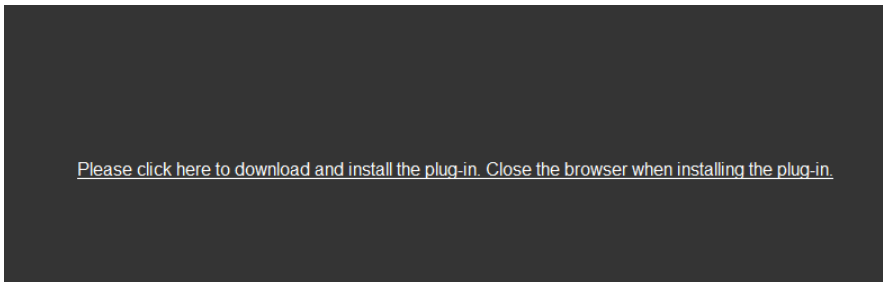 Please click here to download and install the plug-in. Close the browser when installing the plug-in.